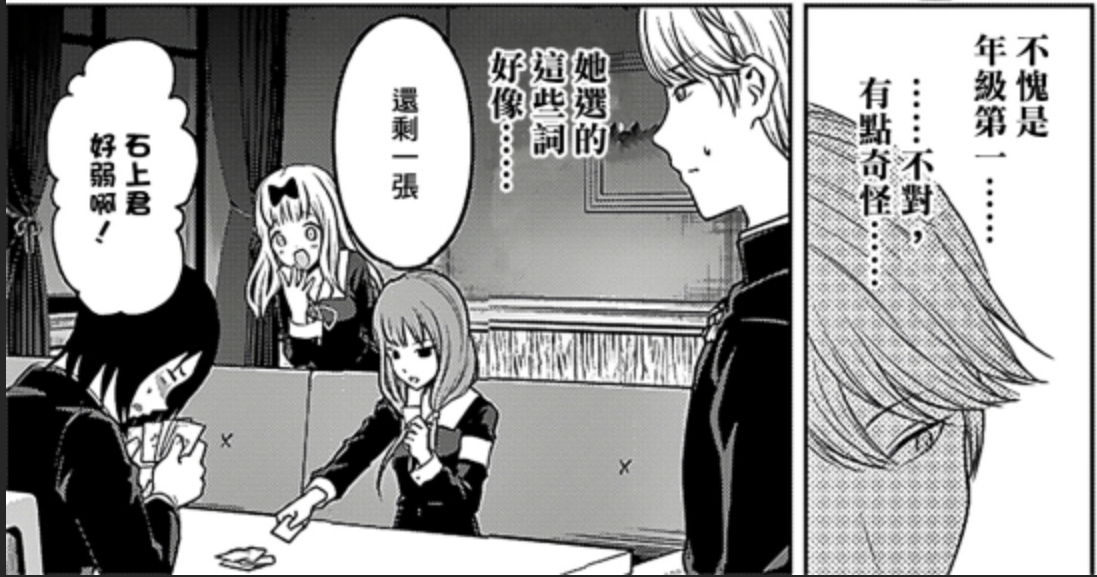 不愧是
年級第一……
……不對，
有點奇怪……
她選的
這些詞
好像……
還剩一張
石上君
好弱啊！